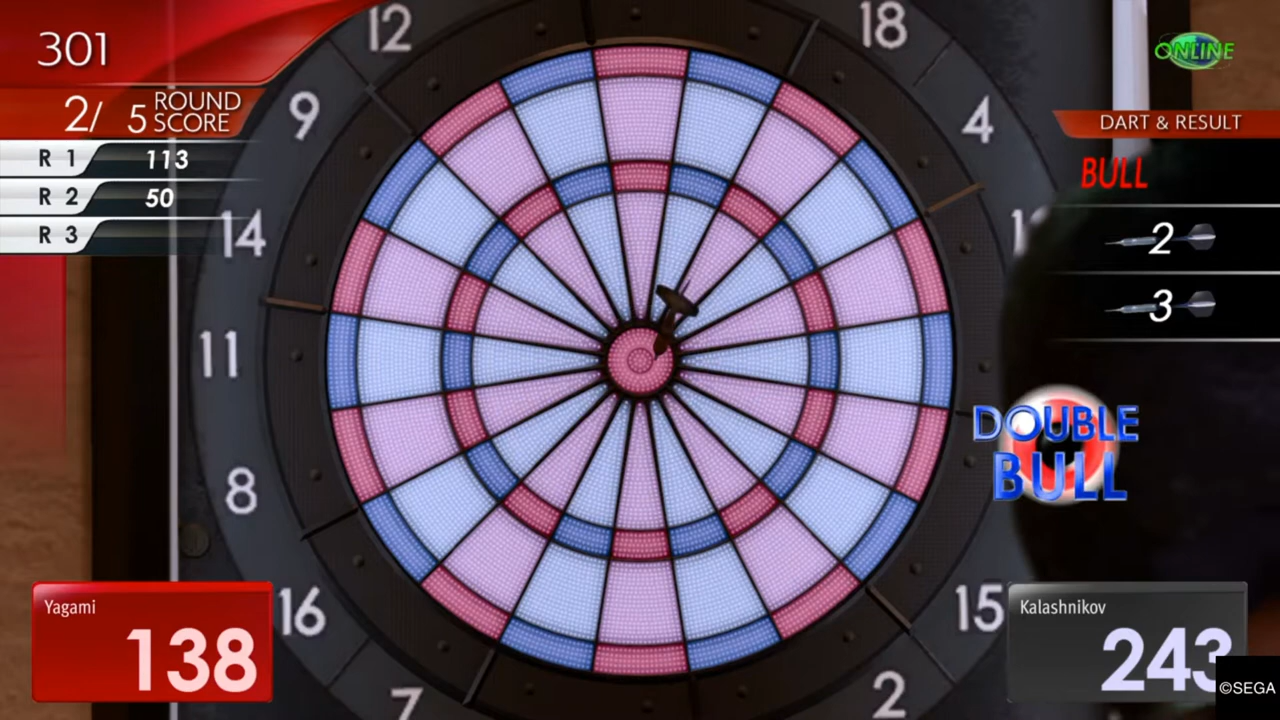 301
2/ 5 ROUND SCORE
R 1 113
R 2 50
R 3
12
18
9
4
14
11
8
16
15
7
2
ONLINE
DART & RESULT
BULL
2
3
DOUBLE
BULL
Yagami
138
Kalashnikov
243
©SEGA